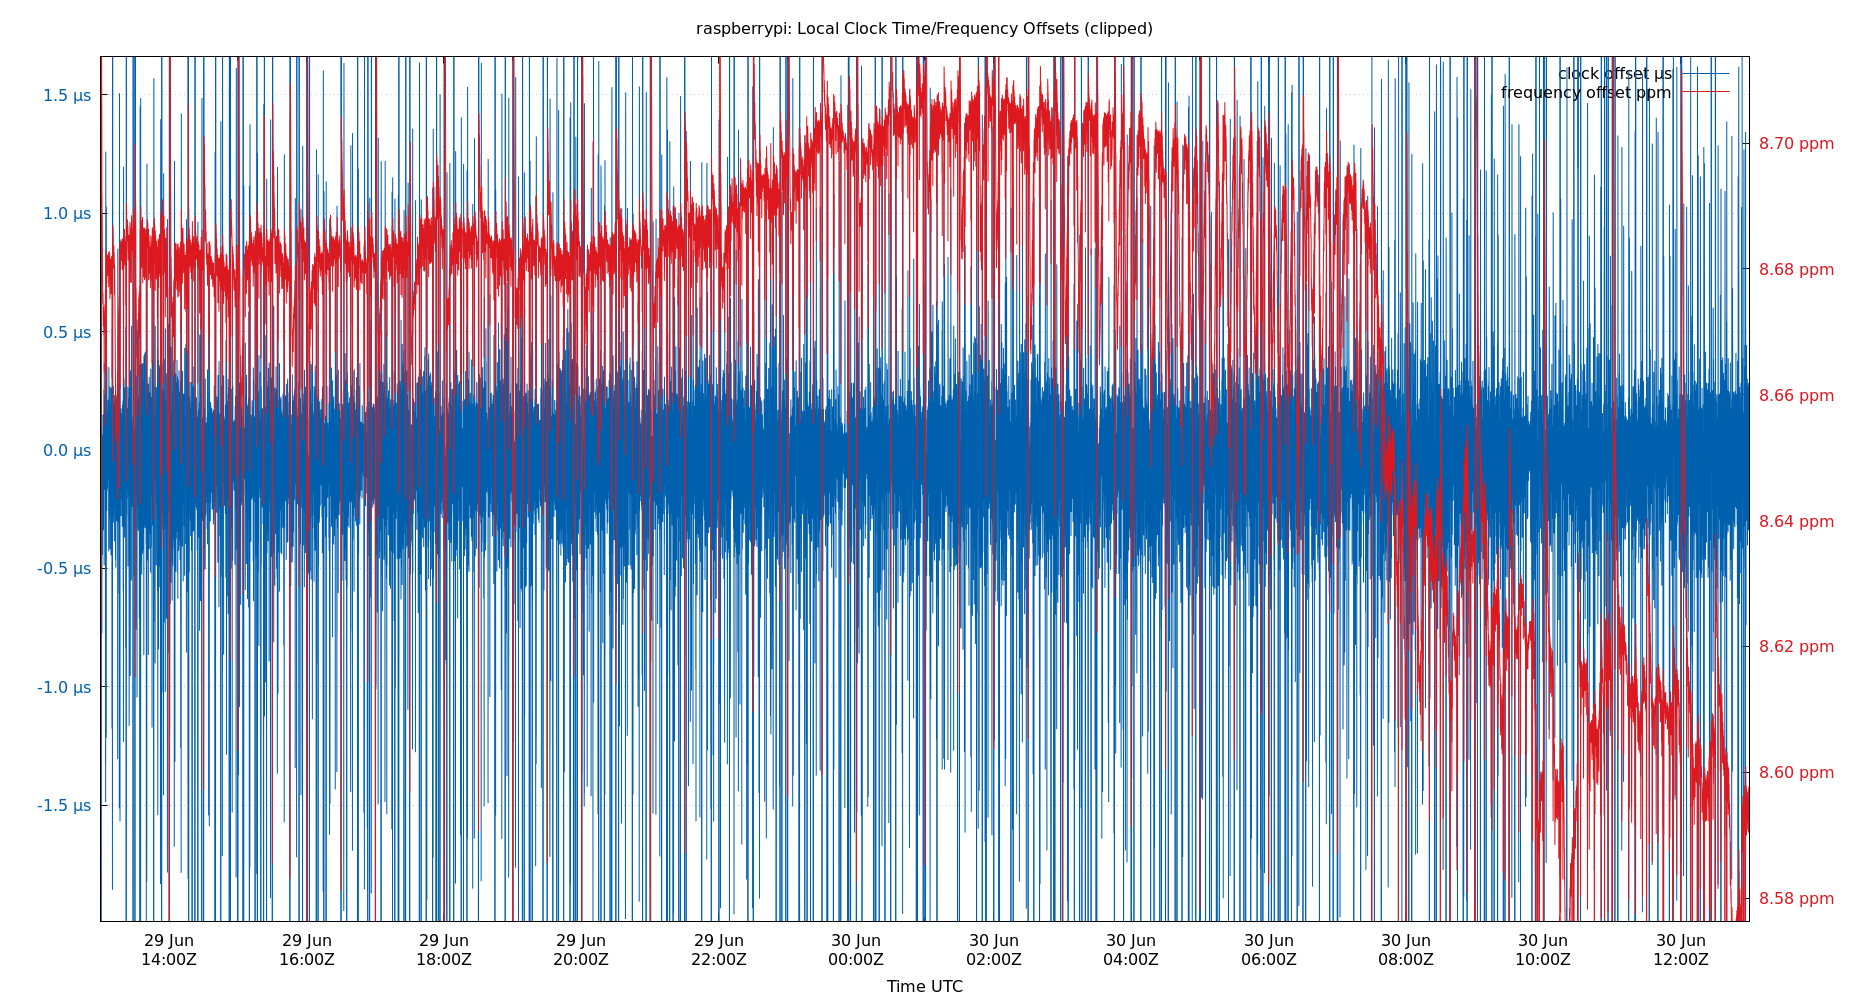 raspberrypi: Local Clock Time/Frequency Offsets (clipped)
clock offset µs
frequency offset ppm
1.5 µs
1.0 µs
0.5 µs
0.0 µs
-0.5 µs
-1.0 µs
-1.5 µs
8.70 ppm
8.68 ppm
8.66 ppm
8.64 ppm
8.62 ppm
8.60 ppm
8.58 ppm
29 Jun 29 Jun 29 Jun 29 Jun 29 Jun 30 Jun 30 Jun 30 Jun 30 Jun 30 Jun 30 Jun 30 Jun
14:00Z 16:00Z 18:00Z 20:00Z 22:00Z 00:00Z 02:00Z 04:00Z 06:00Z 08:00Z 10:00Z 12:00Z
Time UTC